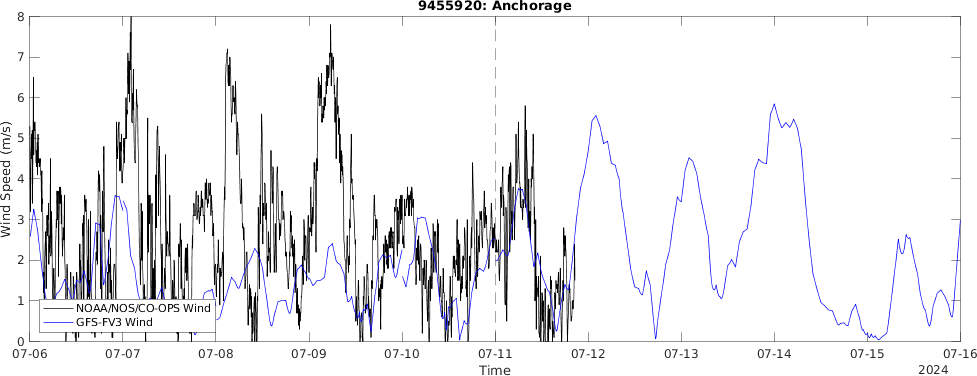 9455920: Anchorage
8
7
6
5
4
3
2
1
0
Wind Speed (m/s)
NOAA/NOS/CO-OPS Wind
GFS-FV3 Wind
07-06 07-07 07-08 07-09 07-10 07-11 07-12 07-13 07-14 07-15 07-16
Time
2024